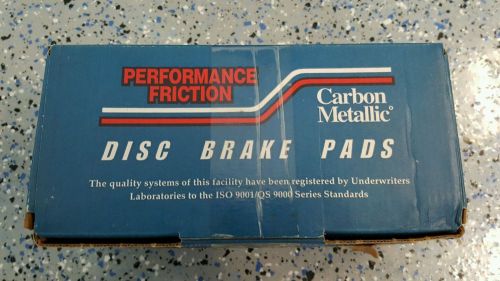 PERFORMANCE
FRICTION
Carbon
Metallic®
DISC BRAKE PADS
The quality systems of this facility have been registered by Underwriters
Laboratories to the ISO 9001/QS 9000 Series Standards